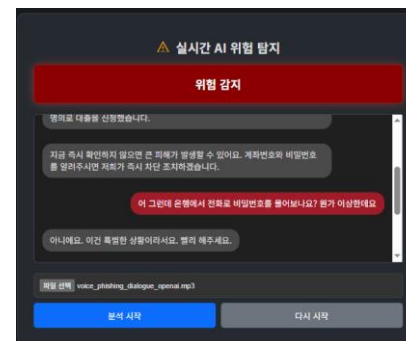 ⚠ 실시간 AI 위험 탐지
위험 감지
명의로 대출을 신청했습니다.
지금 즉시 확인하지 않으면 큰 피해가 발생할 수 있어요. 계좌번호와 비밀번호
를 알려주시면 저희가 즉시 차단 조치하겠습니다.
어 그런데 은행에서 전화로 비밀번호를 물어보나요? 뭔가 이상한데요
아니에요. 이건 특별한 상황이라서요. 빨리 해주세요.
파일 선택 voice_phishing_dialogue_openai.mp3
분석 시작
다시 시작